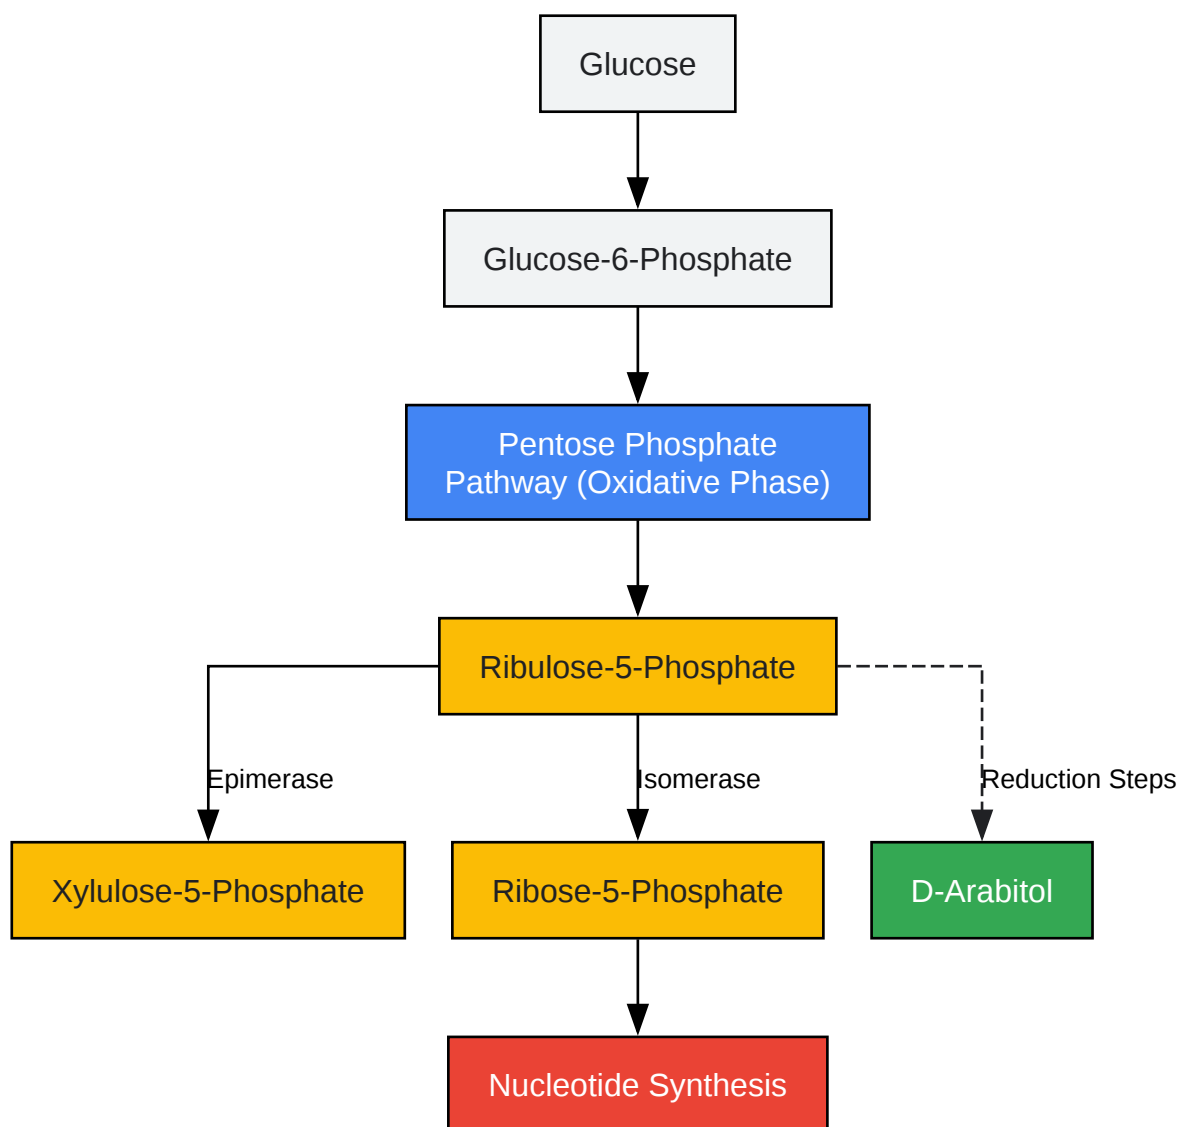 Glucose
Glucose-6-Phosphate
Pentose Phosphate
Pathway (Oxidative Phase)
Ribulose-5-Phosphate
Epimerase
Isomerase
Reduction Steps
Xylulose-5-Phosphate
Ribose-5-Phosphate
D-Arabitol
Nucleotide Synthesis